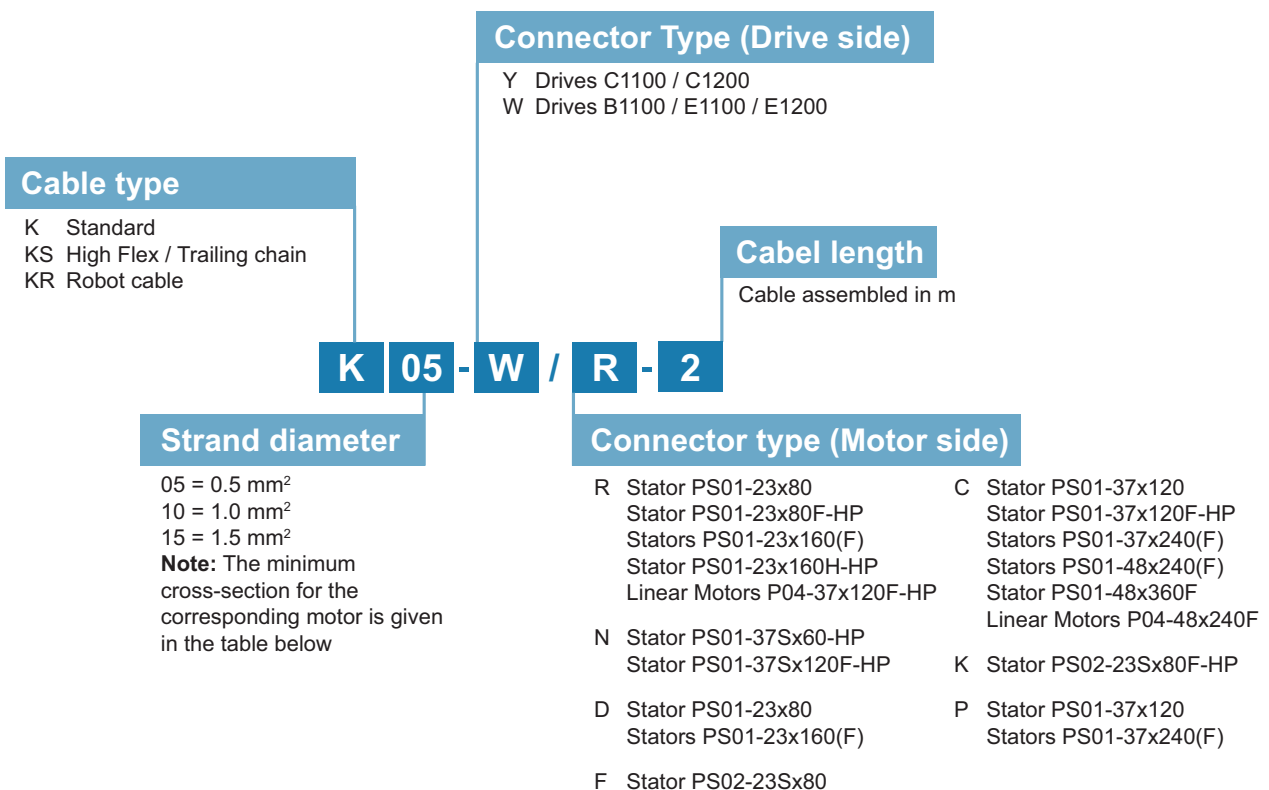 Connector Type (Drive side)
Y Drives C1100 / C1200
W Drives B1100 / E1100 / E1200
Cable type
K Standard
KS High Flex / Trailing chain
KR Robot cable
Cabel length
Cable assembled in m
K 05 - W / R - 2
Strand diameter
05 = 0.5 mm²
10 = 1.0 mm²
15 = 1.5 mm²
Note: The minimum
cross-section for the
corresponding motor is given
in the table below
Connector type (Motor side)
R Stator PS01-23x80
Stator PS01-23x80F-HP
Stators PS01-23x160(F)
Stator PS01-23x160H-HP
Linear Motors P04-37x120F-HP
N Stator PS01-37Sx60-HP
Stator PS01-37Sx120F-HP
D Stator PS01-23x80
Stators PS01-23x160(F)
F Stator PS02-23Sx80
C Stator PS01-37x120
Stator PS01-37x120F-HP
Stators PS01-37x240(F)
Stators PS01-48x240(F)
Stator PS01-48x360F
Linear Motors P04-48x240F
K Stator PS02-23Sx80F-HP
P Stator PS01-37x120
Stators PS01-37x240(F)